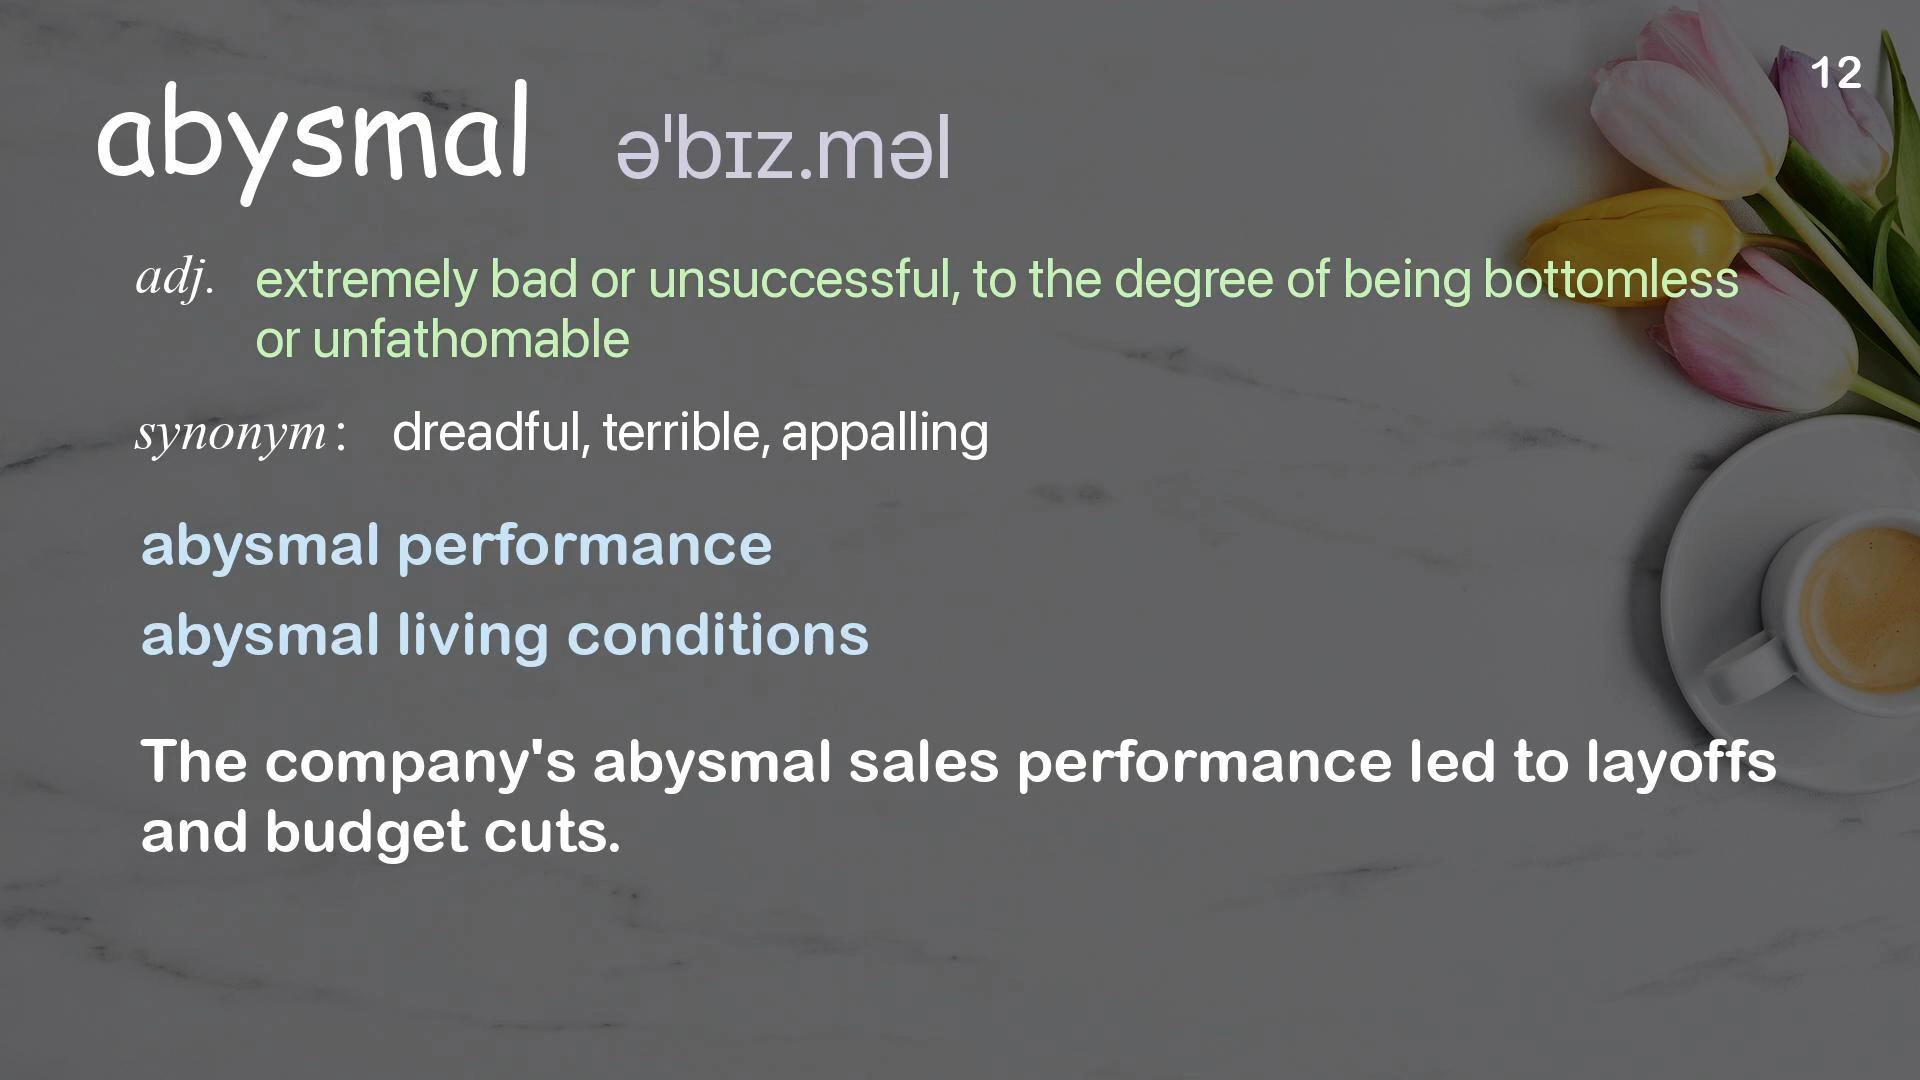 12
abysmal əˈbɪz.məl
adj. extremely bad or unsuccessful, to the degree of being bottomless
or unfathomable
synonym: dreadful, terrible, appalling
abysmal performance
abysmal living conditions
The company's abysmal sales performance led to layoffs
and budget cuts.